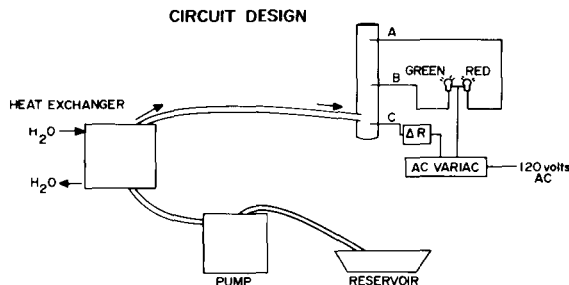 CIRCUIT DESIGN
A
GREEN RED
B
HEAT EXCHANGER
C
H2O
ΔR
AC VARIAC
120 volts
AC
H2O
PUMP
RESERVOIR